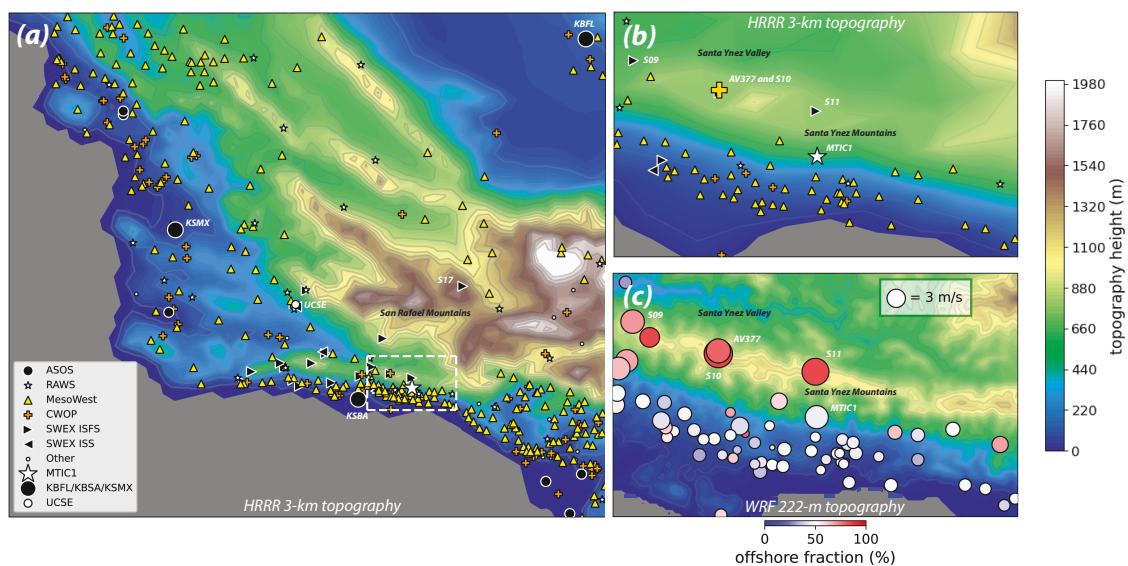 (a)
KBFL
KSMX
S17
UCSE
San Rafael Mountains
KSBA
ASOS
RAWS
MesoWest
CWOP
SWEX ISFS
SWEX ISS
Other
MTIC1
KBFL/KBSA/KSMX
UCSE
HRRR 3-km topography
(b)
HRRR 3-km topography
Santa Ynez Valley
S09
AV377 and S10
S11
Santa Ynez Mountains
MTIC1
(c)
= 3 m/s
Santa Ynez Valley
S09
AV377
S10
S11
Santa Ynez Mountains
MTIC1
WRF 222-m topography
0 50 100
offshore fraction (%)
1980
1760
1540
1320
1100
880
660
440
220
0
topography height (m)